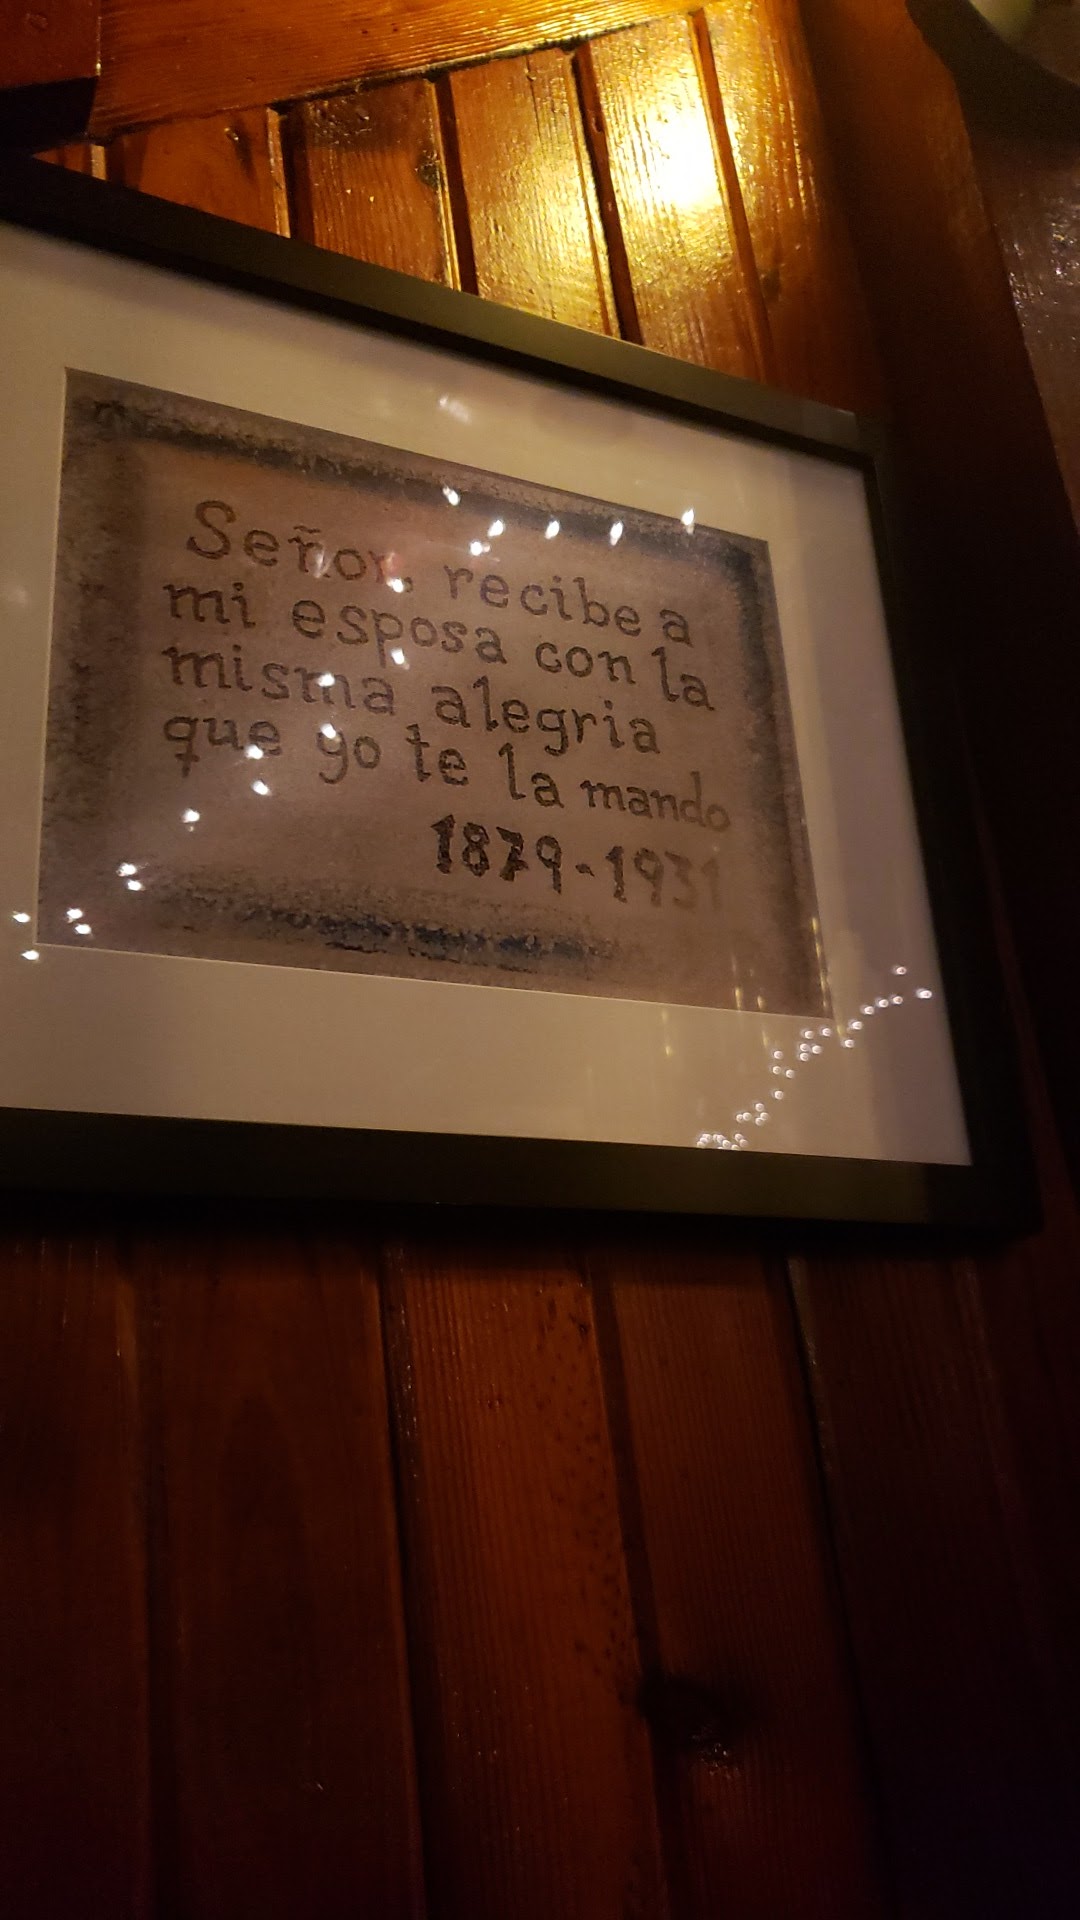 Señor, recibe a
mi esposa con la
misma alegria
que yo te la mando
1879-1931